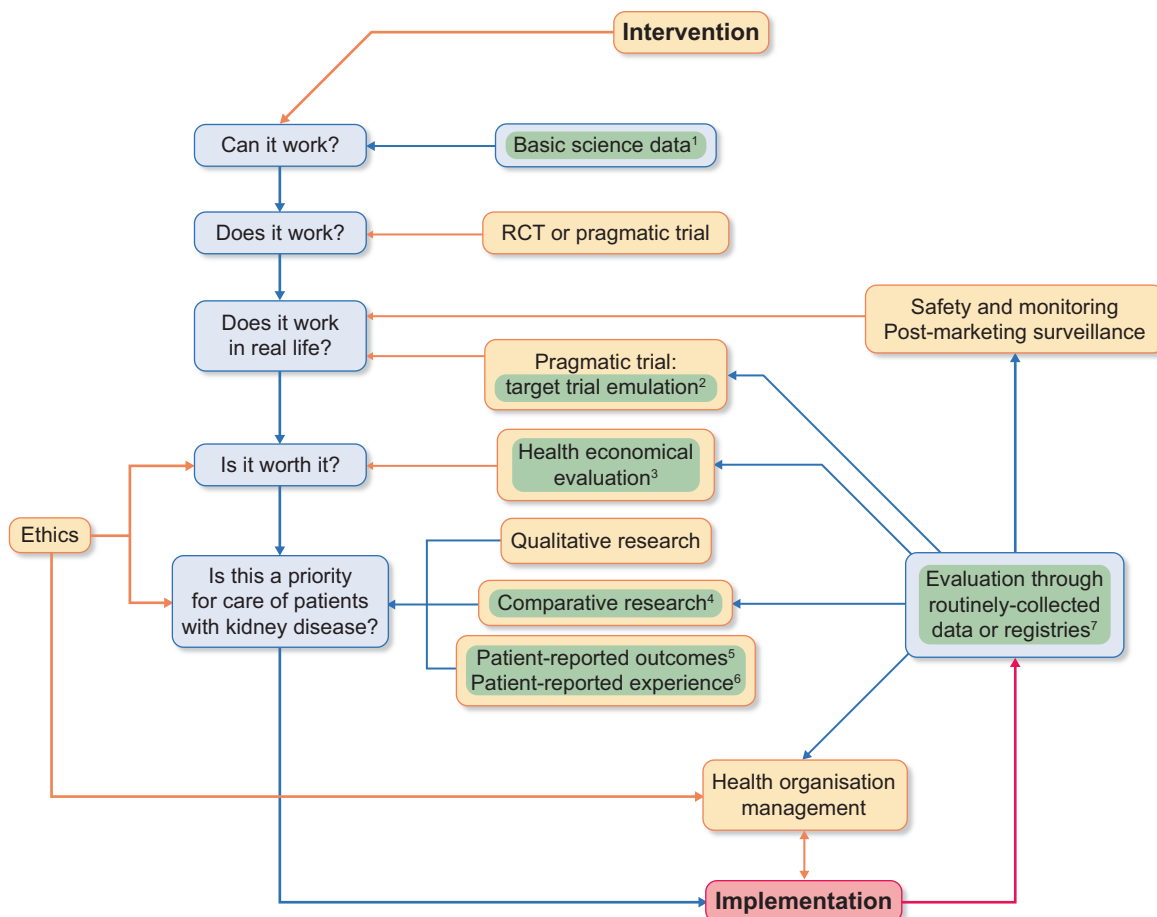 Intervention
Can it work?
Basic science data¹
Does it work?
RCT or pragmatic trial
Does it work
in real life?
Safety and monitoring
Post-marketing surveillance
Pragmatic trial:
target trial emulation²
Is it worth it?
Health economical
evaluation³
Ethics
Qualitative research
Is this a priority
for care of patients
with kidney disease?
Comparative research⁴
Evaluation through
routinely-collected
data or registries⁷
Patient-reported outcomes⁵
Patient-reported experience⁶
Health organisation
management
Implementation